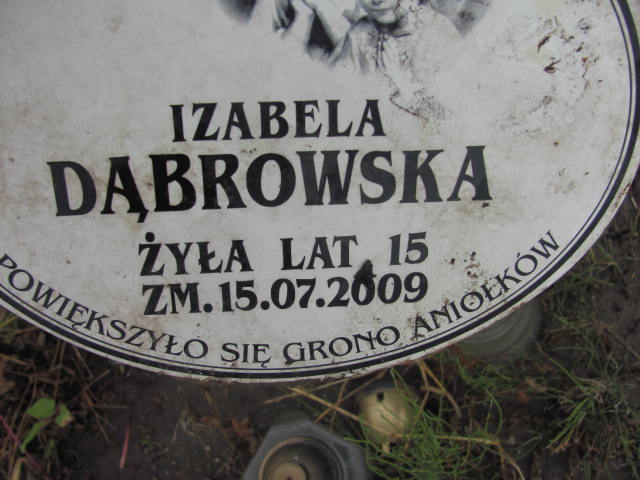 IZABELA
DĄBROWSKA
ŻYŁA LAT 15
ZM. 15.07.2009
POWIĘKSZYŁO SIĘ GRONO ANIOŁKÓW